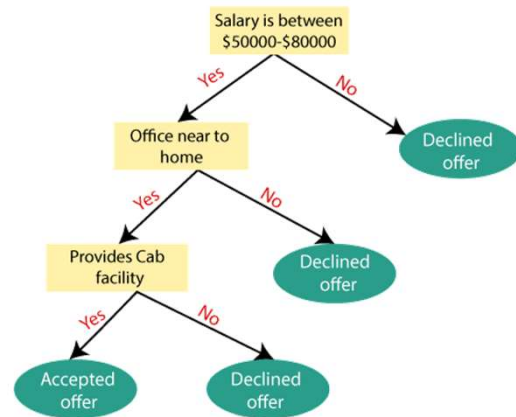 Salary is between
$50000-$80000
Yes
No
Office near to
home
Declined
offer
Yes
No
Provides Cab
facility
Declined
offer
Yes
No
Accepted
offer
Declined
offer